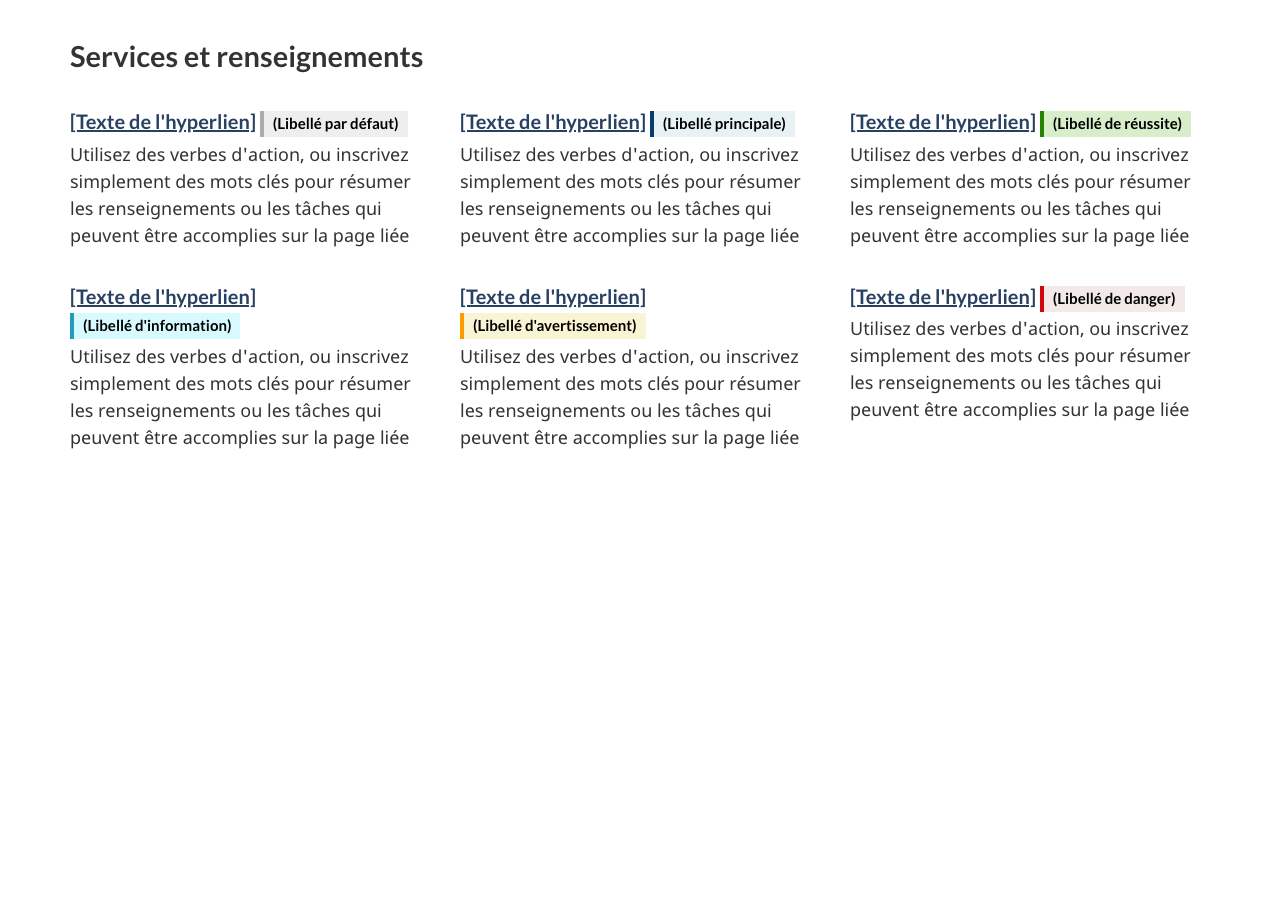 Services et renseignements
[Texte de l'hyperlien] (Libellé par défaut)
Utilisez des verbes d'action, ou inscrivez
simplement des mots clés pour résumer
les renseignements ou les tâches qui
peuvent être accomplies sur la page liée
[Texte de l'hyperlien] (Libellé principale)
Utilisez des verbes d'action, ou inscrivez
simplement des mots clés pour résumer
les renseignements ou les tâches qui
peuvent être accomplies sur la page liée
[Texte de l'hyperlien] (Libellé de réussite)
Utilisez des verbes d'action, ou inscrivez
simplement des mots clés pour résumer
les renseignements ou les tâches qui
peuvent être accomplies sur la page liée
[Texte de l'hyperlien]
(Libellé d'information)
Utilisez des verbes d'action, ou inscrivez
simplement des mots clés pour résumer
les renseignements ou les tâches qui
peuvent être accomplies sur la page liée
[Texte de l'hyperlien]
(Libellé d'avertissement)
Utilisez des verbes d'action, ou inscrivez
simplement des mots clés pour résumer
les renseignements ou les tâches qui
peuvent être accomplies sur la page liée
[Texte de l'hyperlien] (Libellé de danger)
Utilisez des verbes d'action, ou inscrivez
simplement des mots clés pour résumer
les renseignements ou les tâches qui
peuvent être accomplies sur la page liée